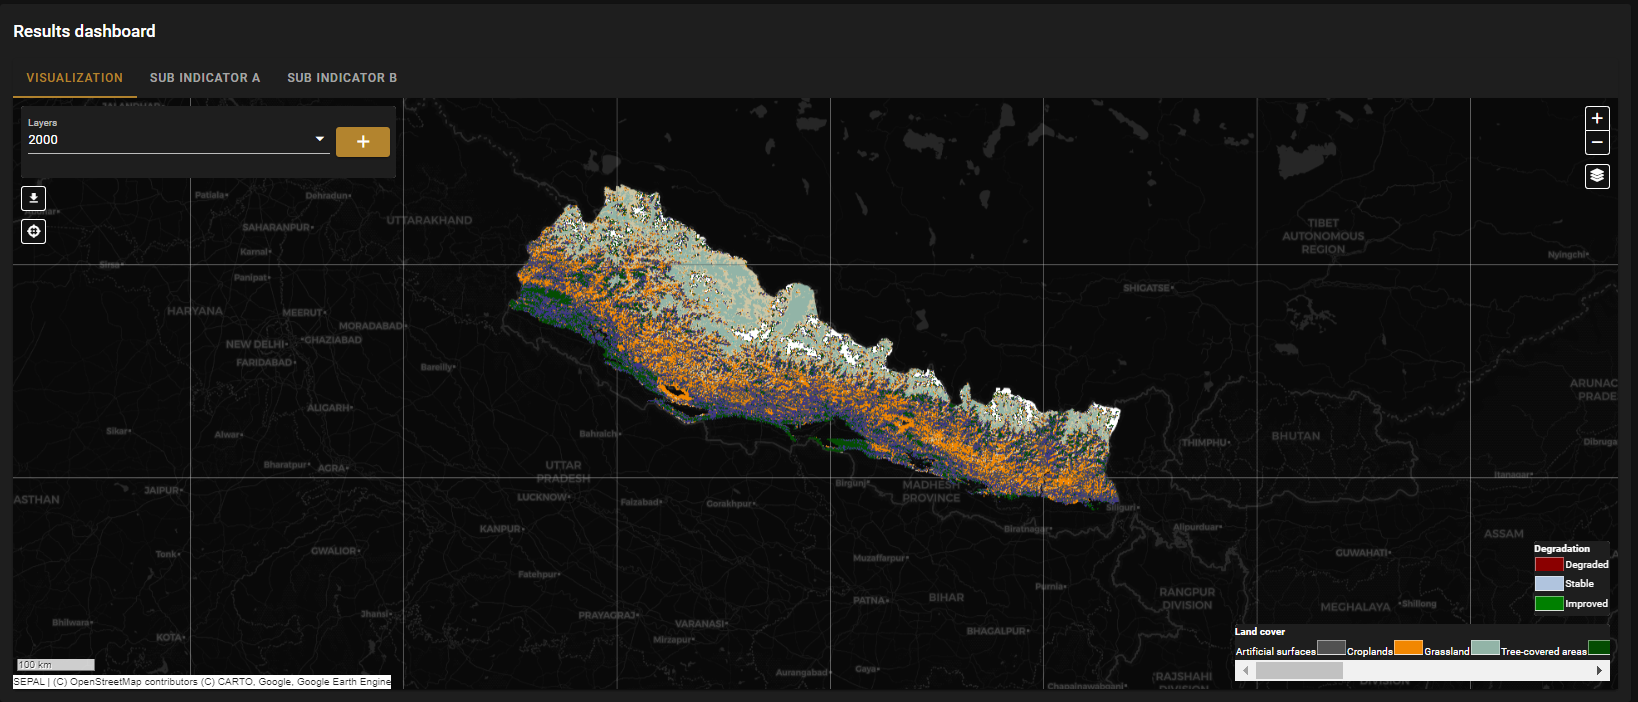 Results dashboard
VISUALIZATION SUB INDICATOR A SUB INDICATOR B
Layers
2000
+
+
−
Patiala
Dehradun
UTTARAKHAND
SAHARANPUR
Karnal
Sirsa
Panipat
HARYANA
MEERUT
MORADABAD
NEW DELHI
GHAZIABAD
FARIDABAD
Bareilly
ALIGARH
Sikar
Alwar
Bahraich
Bharatpur
AGRA
UTTAR
PRADESH
JAIPUR
LUCKNOW
ASTHAN
Faizabad
Gorakhpur
KANPUR
Tonk
GWALIOR
Fatehpur
Bhilwara
Jhansi
PRAYAGRAJ
VARANASI
Mirzapur
KOTA
TIBET
AUTONOMOUS
REGION
Nyingchi
SHIGATSE
ARUNAC
PRADE
THIMPHU
BHUTAN
Dibruga
Itanagar
Birgunj
MADHESH
PROVINCE
Siliguri
Biratnagar
Alipurduar
ASSAM
GUWAHATI
Muzaffarpur
Purnia
PATNA
BIHAR
RANGPUR
DIVISION
MEGHALAYA
Shillong
BHAGALPUR
Gaya
Aurangabad
RAJSHAHI
DIVISION
Chapainawabganj
DIVISION
Degradation
Degraded
Stable
Improved
Land cover
Artificial surfaces Croplands Grassland Tree-covered areas
100 km
SEPAL | (C) OpenStreetMap contributors (C) CARTO, Google, Google Earth Engine